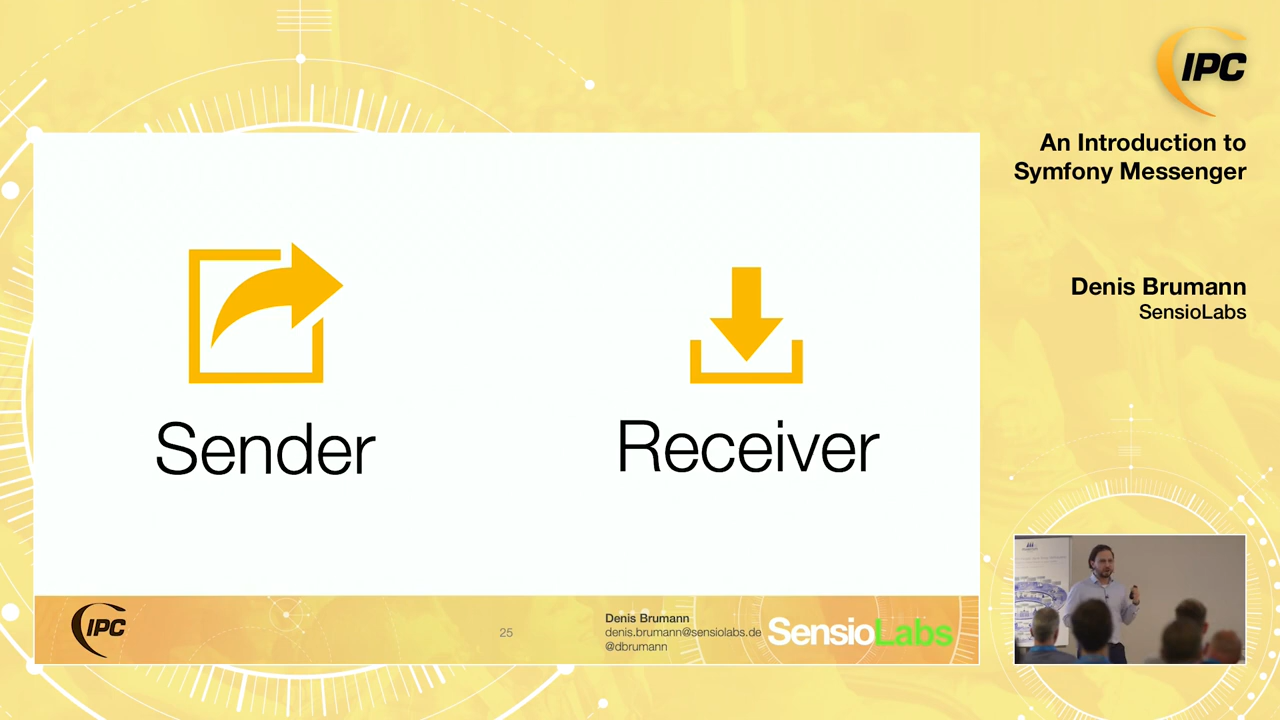 IPC
An Introduction to
Symfony Messenger
Denis Brumann
SensioLabs
Sender
Receiver
IPC
25
Denis Brumann
denis.brumann@sensiolabs.de
@dbrumann
SensioLabs